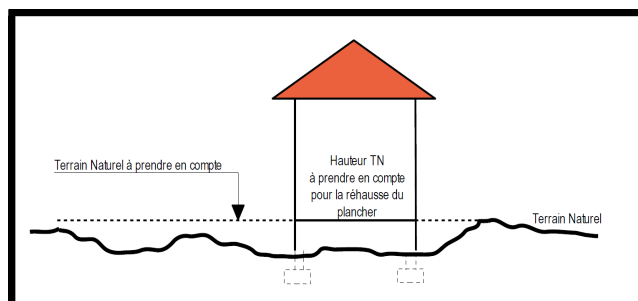 Terrain Naturel à prendre en compte
Hauteur TN
à prendre en compte
pour la réhausse du
plancher
Terrain Naturel